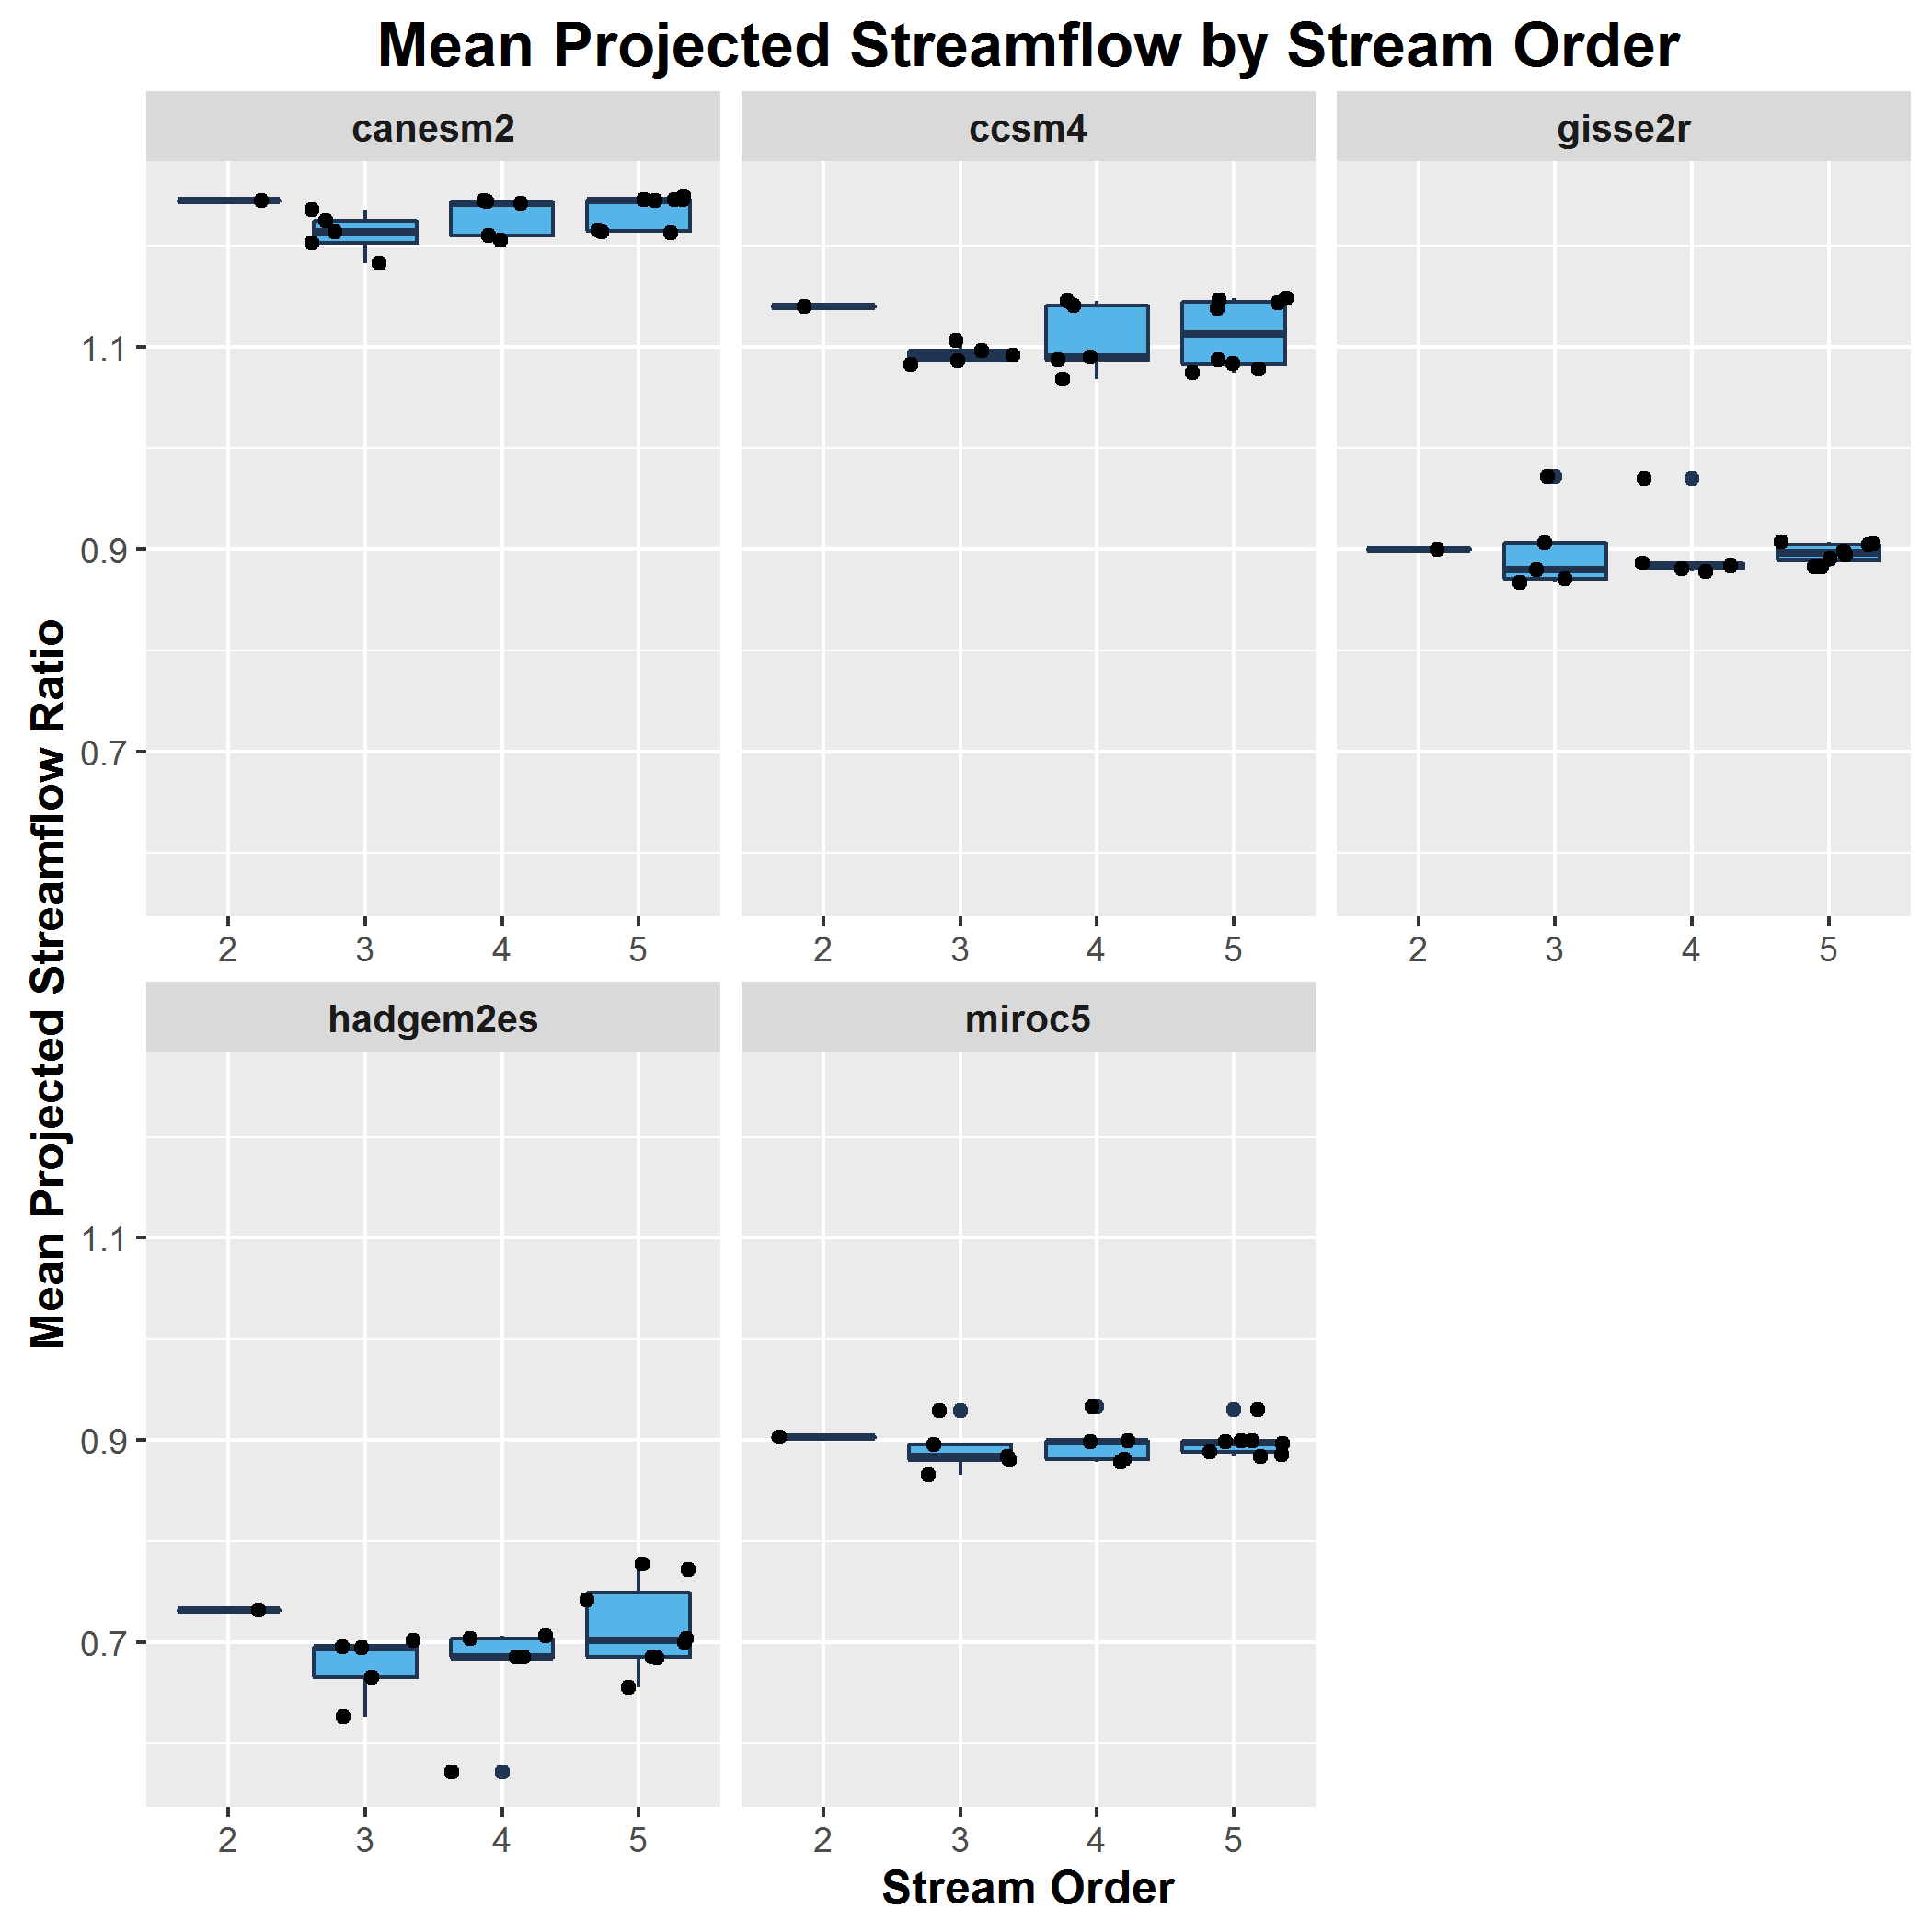 Mean Projected Streamflow by Stream Order
canesm2
ccsm4
gisse2r
1.1
0.9
0.7
2 3 4 5
2 3 4 5
2 3 4 5
Mean Projected Streamflow Ratio
hadgem2es
miroc5
1.1
0.9
0.7
2 3 4 5
2 3 4 5
Stream Order